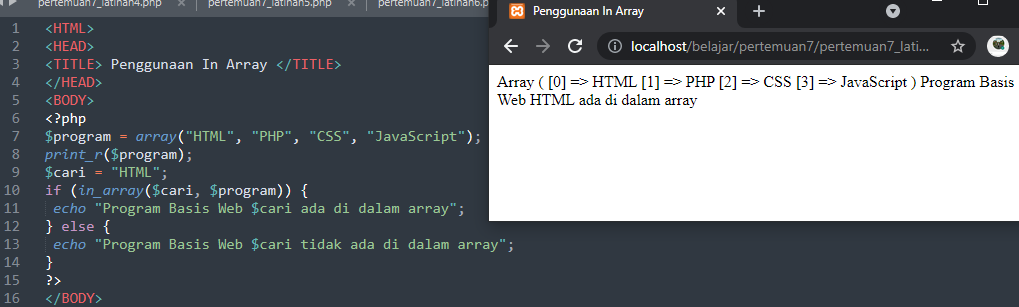 pertemuan7_latihan4.php pertemuan7_latihan5.php pertemuan7_latihan6.p
1 <HTML>
2 <HEAD>
3 <TITLE> Penggunaan In Array </TITLE>
4 </HEAD>
5 <BODY>
6 <?php
7 $program = array("HTML", "PHP", "CSS", "JavaScript");
8 print_r($program);
9 $cari = "HTML";
10 if (in_array($cari, $program)) {
11 echo "Program Basis Web $cari ada di dalam array";
12 } else {
13 echo "Program Basis Web $cari tidak ada di dalam array";
14 }
15 ?>
16 </BODY>
Penggunaan In Array
localhost/belajar/pertemuan7/pertemuan7_lati...
Array ( [0] => HTML [1] => PHP [2] => CSS [3] => JavaScript ) Program Basis
Web HTML ada di dalam array